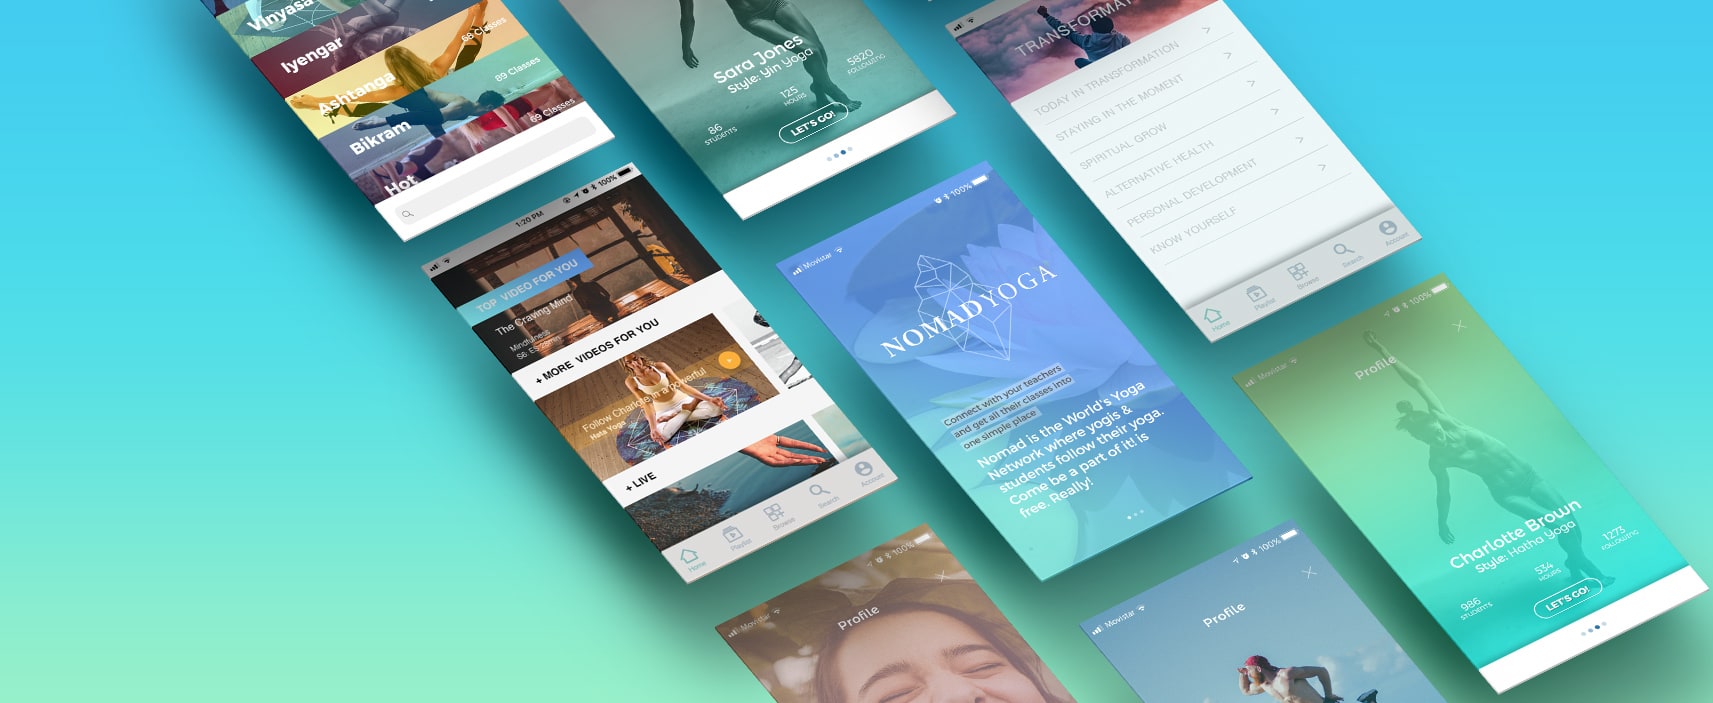 Vinyasa
Iyengar
68 Classes
Ashtanga
89 Classes
Bikram
69 Classes
Hot
Sara Jones
Style: Yin Yoga
86
STUDENTS
125
HOURS
5820
FOLLOWING
LET'S GO!
TRANSFORMAT
TODAY IN TRANSFORMATION
STAYING IN THE MOMENT
SPIRITUAL GROW
ALTERNATIVE HEALTH
PERSONAL DEVELOPMENT
KNOW YOURSELF
Home
Playlist
Browse
Search
Account
1:20 PM
100%
TOP VIDEO FOR YOU
The Craving Mind
Mindfulness
+ MORE VIDEOS FOR YOU
Follow Charlotte in a powerful
Hata Yoga
+ LIVE
Home
Playlist
Browse
Search
Account
Movistar
100%
NOMADYOGA
Connect with your teachers
and get all their classes into
one simple place
Nomad is the World's Yoga
Network where yogis &
students follow their yoga.
Come be a part of it! is
free. Really!
Movistar
100%
Profile
Charlotte Brown
Style: Hatha Yoga
986
STUDENTS
534
HOURS
1273
FOLLOWING
LET'S GO!
Movistar
100%
Profile
Movistar
100%
Profile